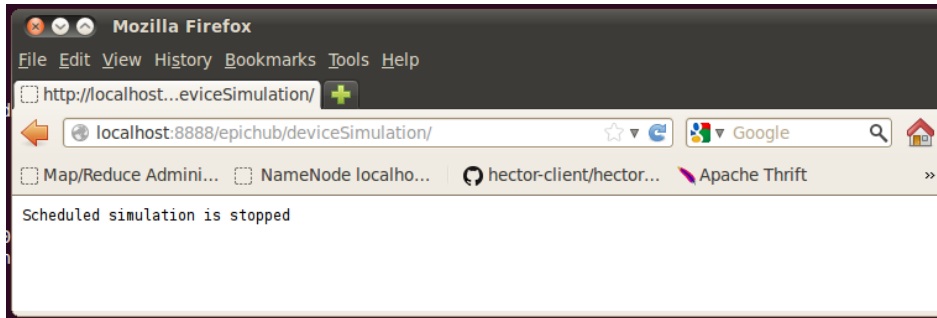 Mozilla Firefox
File Edit View History Bookmarks Tools Help
http://localhost...eviceSimulation/
localhost:8888/epichub/deviceSimulation/ Google
Map/Reduce Admini... NameNode localho... hector-client/hector... Apache Thrift »
Scheduled simulation is stopped